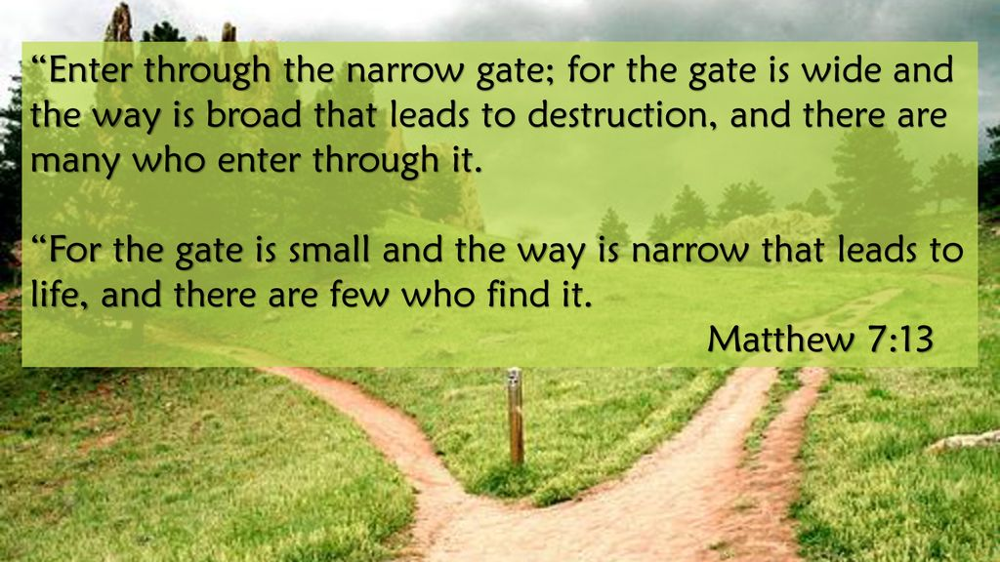 “Enter through the narrow gate; for the gate is wide and
the way is broad that leads to destruction, and there are
many who enter through it.
“For the gate is small and the way is narrow that leads to
life, and there are few who find it.
Matthew 7:13